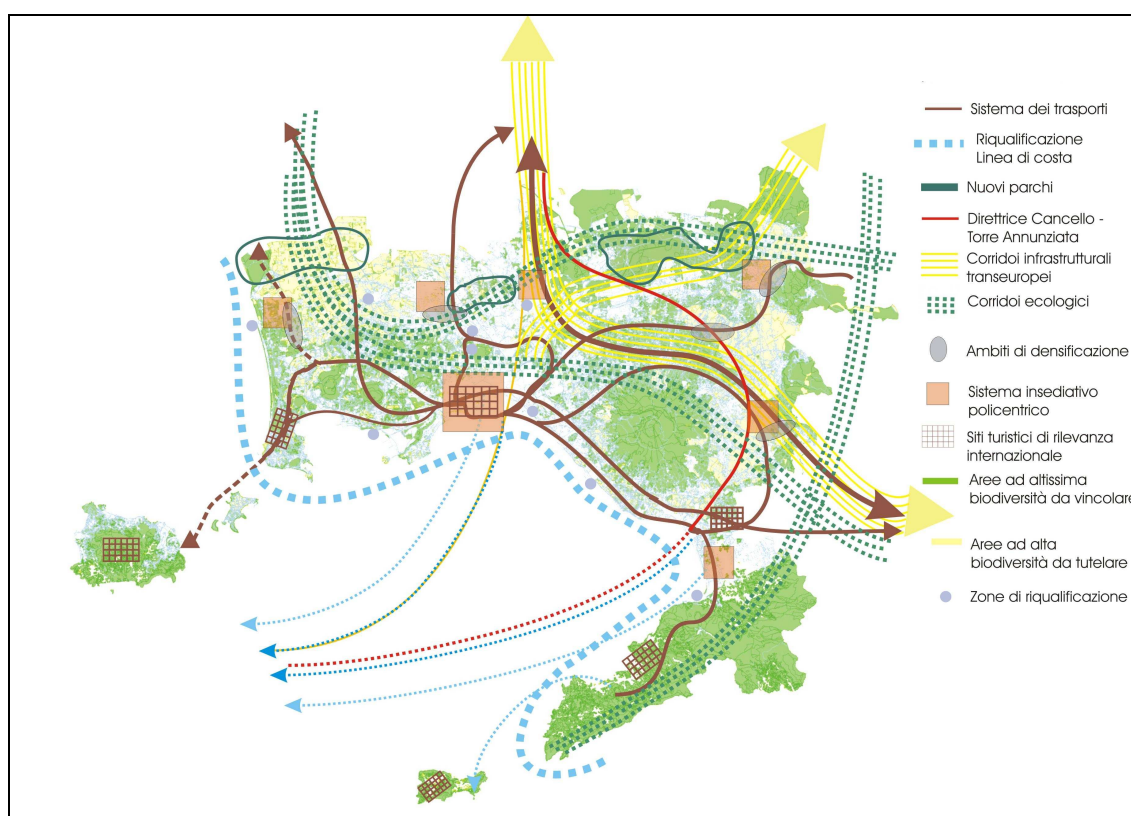 Sistema dei trasporti
Riqualificazione
Linea di costa
Nuovi parchi
Direttrice Cancello -
Torre Annunziata
Corridoi infrastrutturali
transeuropei
Corridoi ecologici
Ambiti di densificazione
Sistema insediativo
policentrico
Siti turistici di rilevanza
internazionale
Aree ad altissima
biodiversità da vincolare
Aree ad alta
biodiversità da tutelare
Zone di riqualificazione